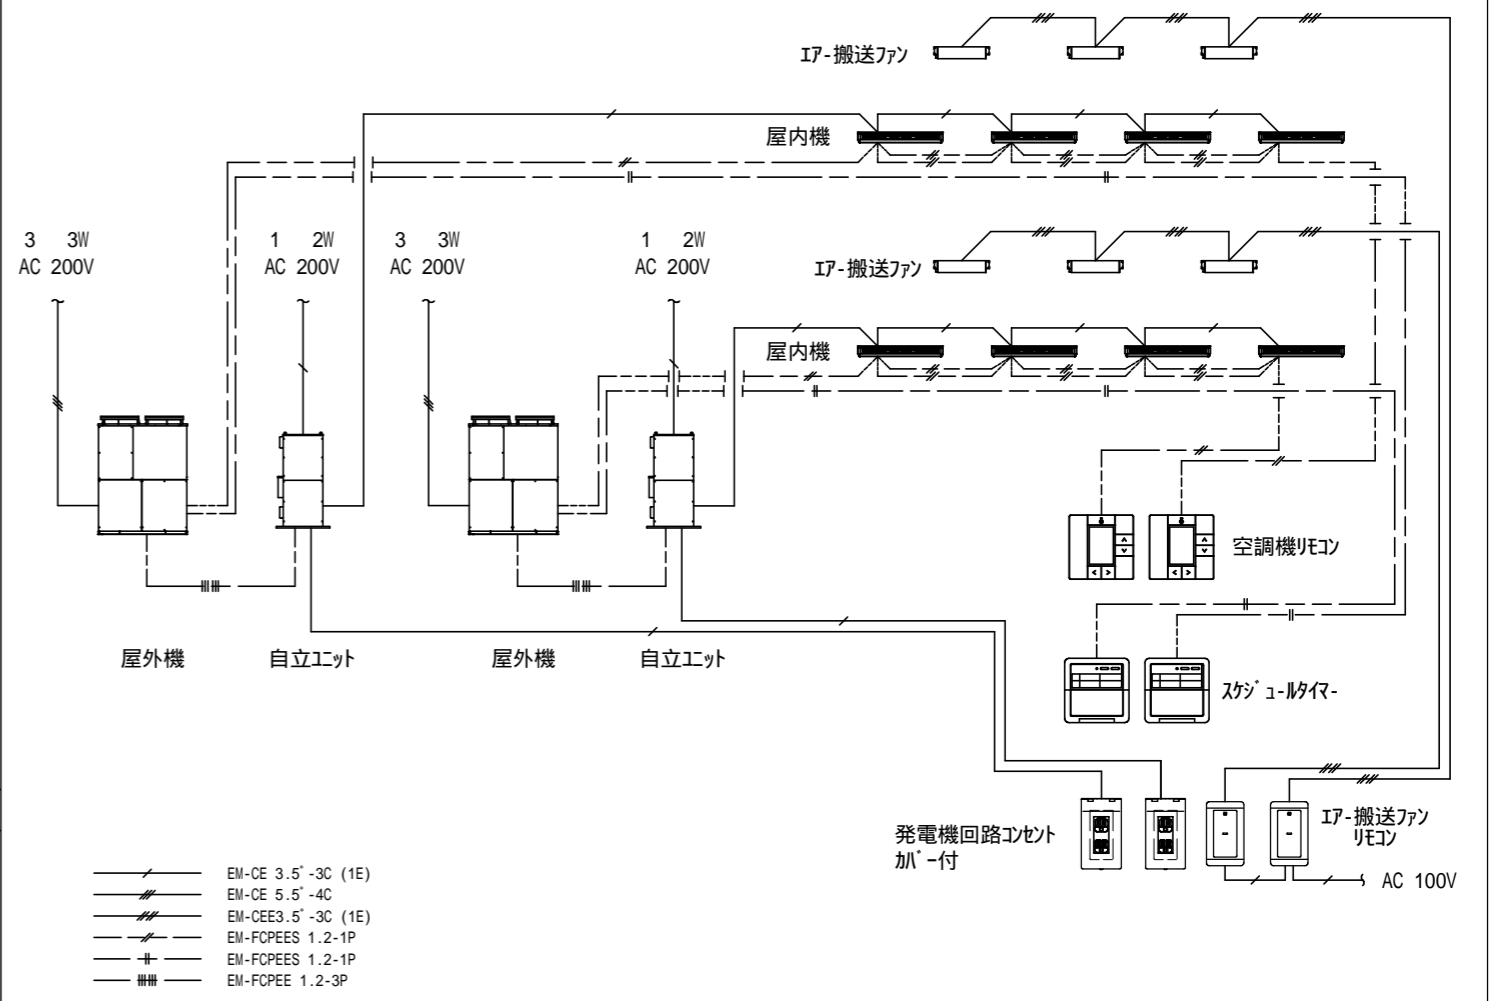 エアｰ搬送ファン
屋内機
3　3W
AC 200V
1　2W
AC 200V
3　3W
AC 200V
1　2W
AC 200V
エアｰ搬送ファン
屋内機
空調機リモコン
屋外機
自立ユニット
屋外機
自立ユニット
スケジュｰルタイマｰ
発電機回路コンセント
カバｰ付
エアｰ搬送ファン
リモコン
AC 100V
EM-CE 3.5゜-3C (1E)
EM-CE 5.5゜-4C
EM-CEE3.5゜-3C (1E)
EM-FCPEES 1.2-1P
EM-FCPEES 1.2-1P
EM-FCPEE 1.2-3P